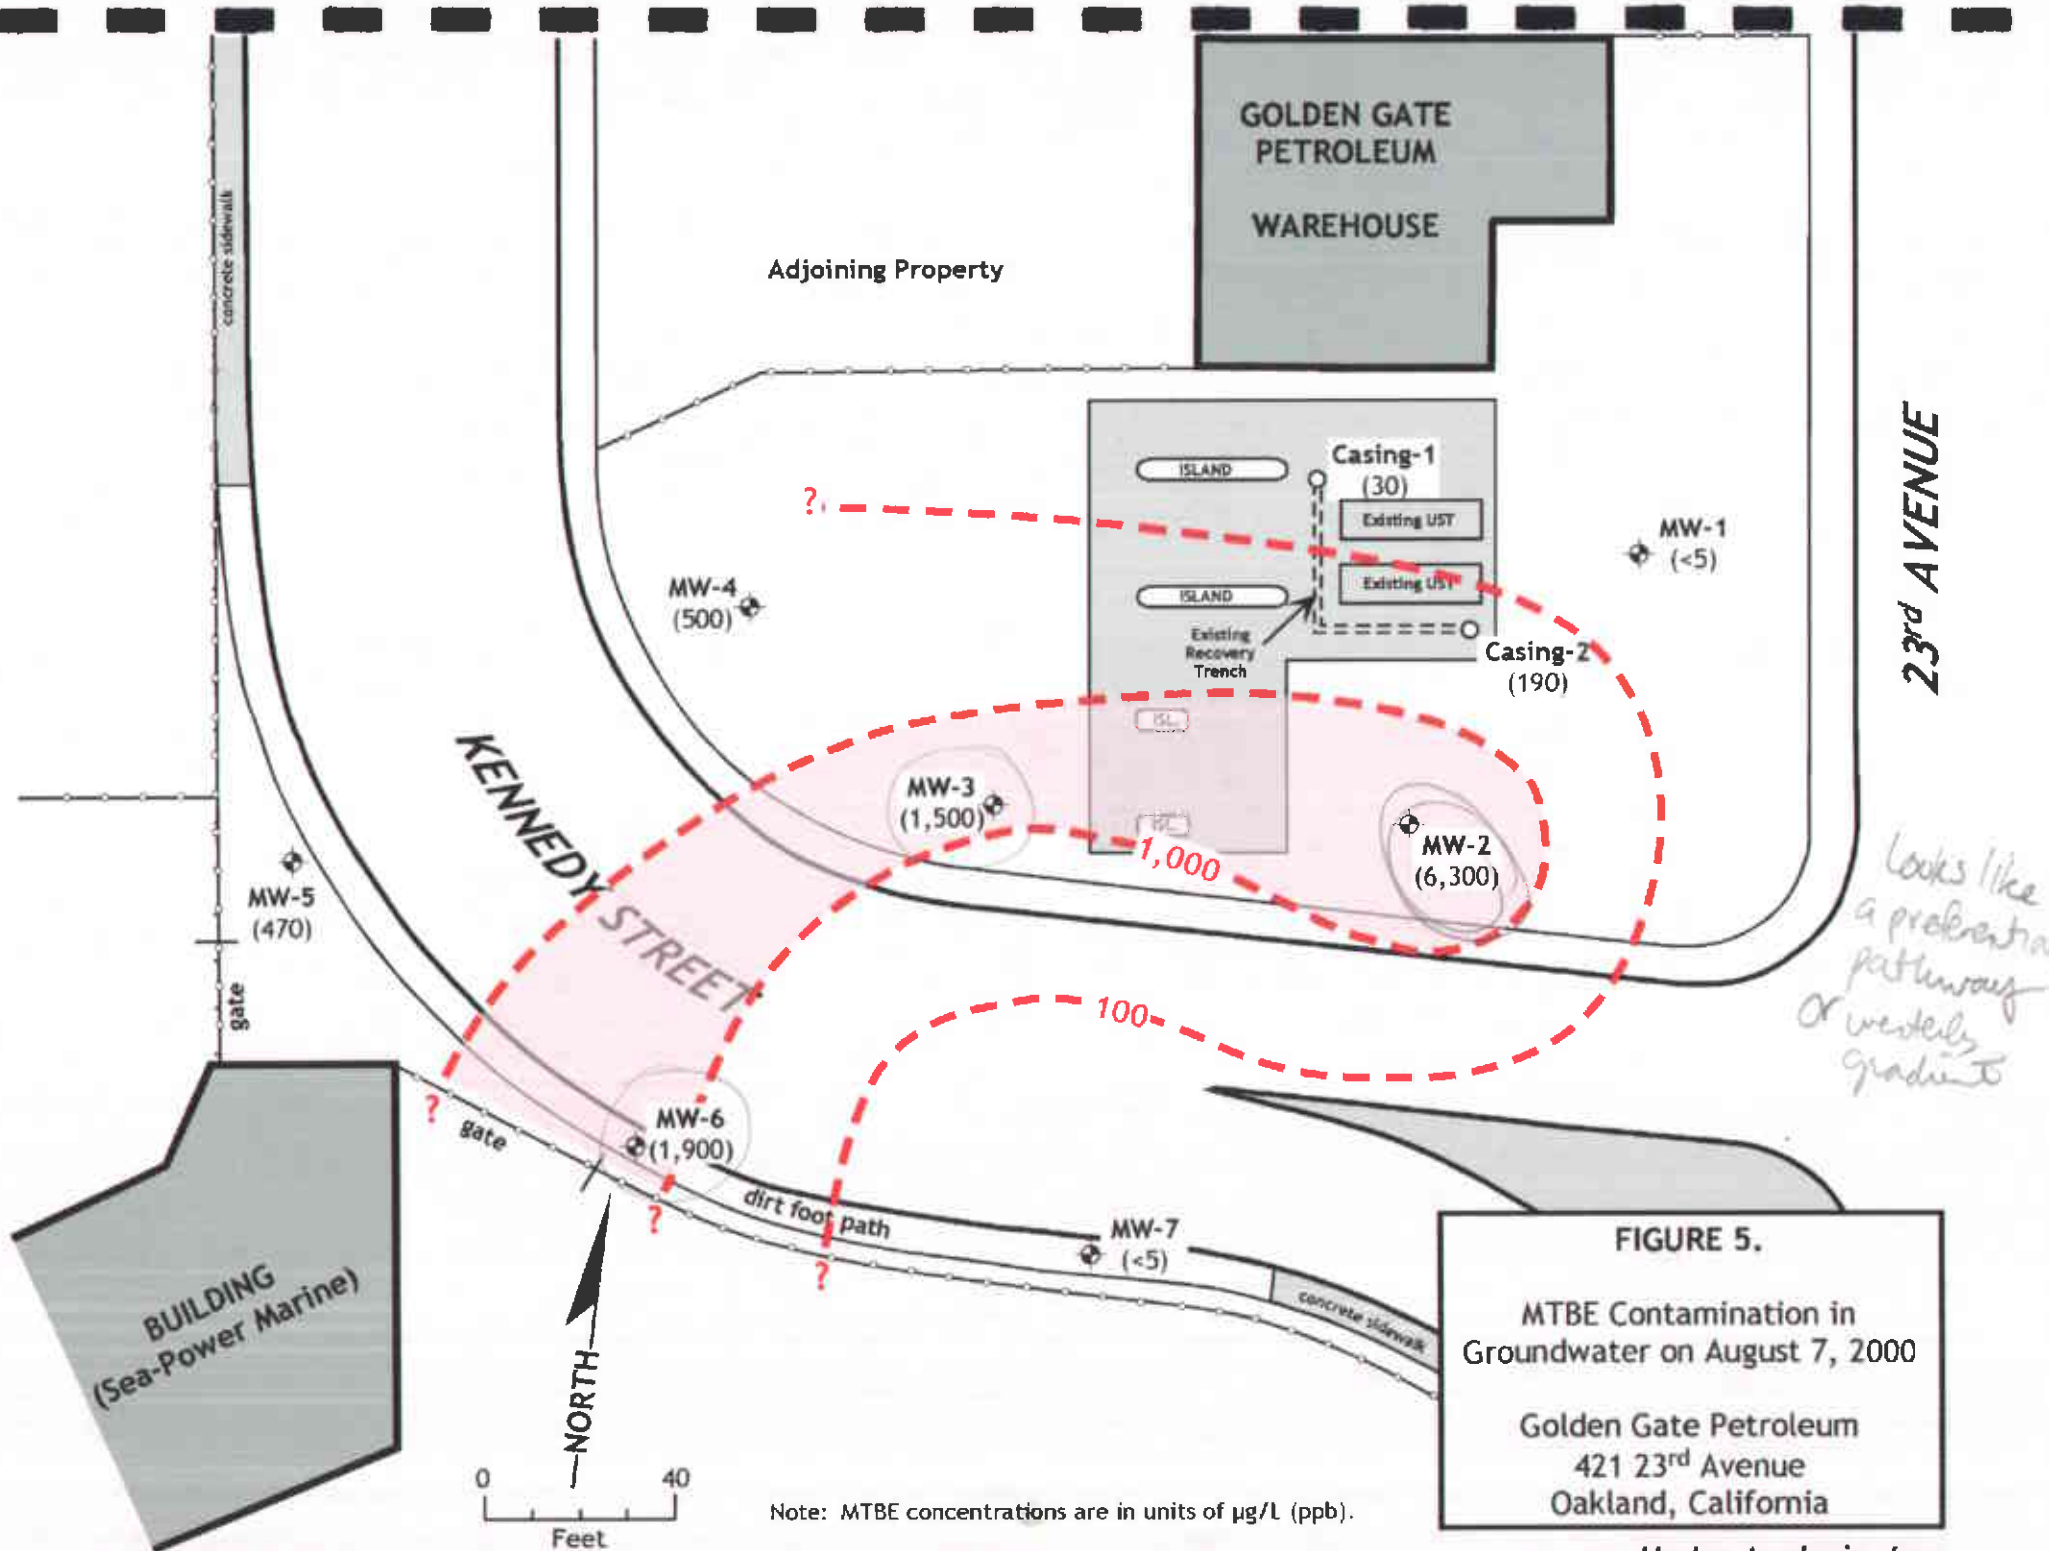 GOLDEN GATE
PETROLEUM
WAREHOUSE
concrete sidewalk
Adjoining Property
23rd AVENUE
ISLAND
Casing-1
(30)
Existing UST
MW-1
(<5)
?
MW-4
(500)
ISLAND
Existing UST
Existing
Recovery
Trench
Casing-2
(190)
ISL.
KENNEDY STREET
MW-3
(1,500)
ISL.
1,000
MW-2
(6,300)
Looks like
a preferential
pathway
or westerly
gradient
MW-5
(470)
gate
100
?
gate
MW-6
(1,900)
?
dirt foot path
?
MW-7
(<5)
concrete sidewalk
BUILDING
(Sea-Power Marine)
NORTH
0 40
Feet
Note: MTBE concentrations are in units of µg/L (ppb).
FIGURE 5.
MTBE Contamination in
Groundwater on August 7, 2000
Golden Gate Petroleum
421 23rd Avenue
Oakland, California